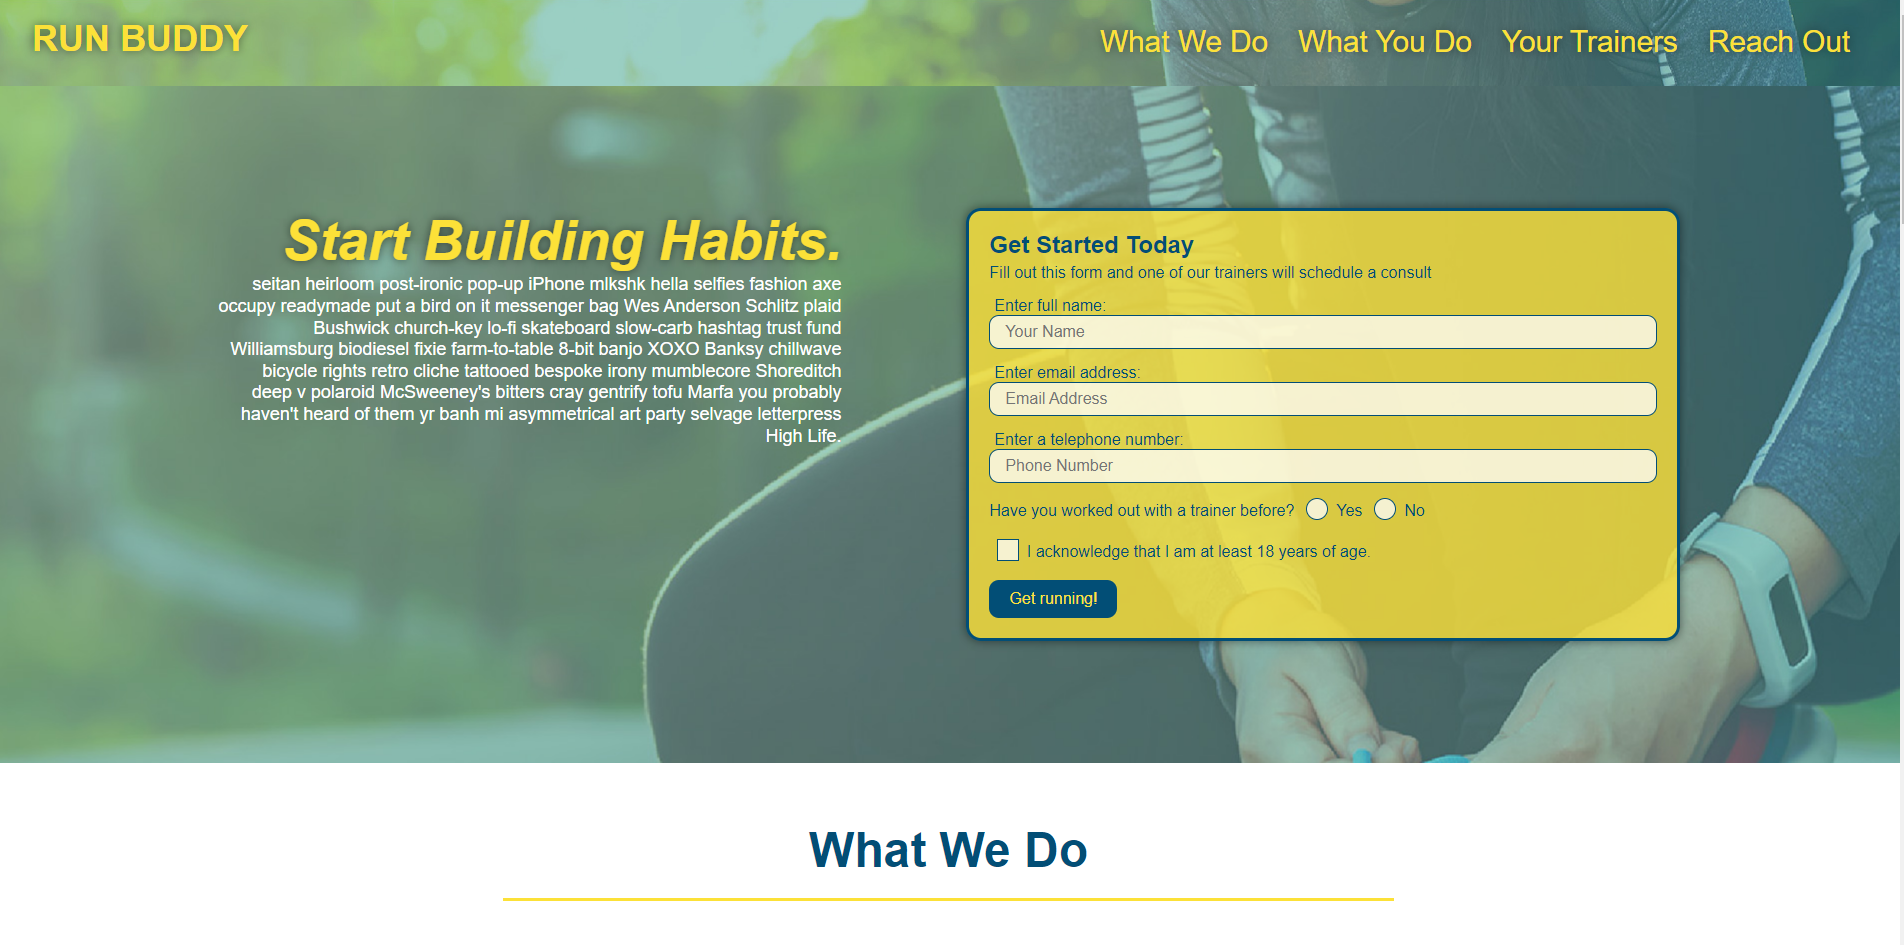 RUN BUDDY
What We Do What You Do Your Trainers Reach Out
Start Building Habits.
seitan heirloom post-ironic pop-up iPhone mlkshk hella selfies fashion axe
occupy readymade put a bird on it messenger bag Wes Anderson Schlitz plaid
Bushwick church-key lo-fi skateboard slow-carb hashtag trust fund
Williamsburg biodiesel fixie farm-to-table 8-bit banjo XOXO Banksy chillwave
bicycle rights retro cliche tattooed bespoke irony mumblecore Shoreditch
deep v polaroid McSweeney's bitters cray gentrify tofu Marfa you probably
haven't heard of them yr banh mi asymmetrical art party selvage letterpress
High Life.
Get Started Today
Fill out this form and one of our trainers will schedule a consult
Enter full name:
Your Name
Enter email address:
Email Address
Enter a telephone number:
Phone Number
Have you worked out with a trainer before? Yes No
I acknowledge that I am at least 18 years of age.
Get running!
What We Do